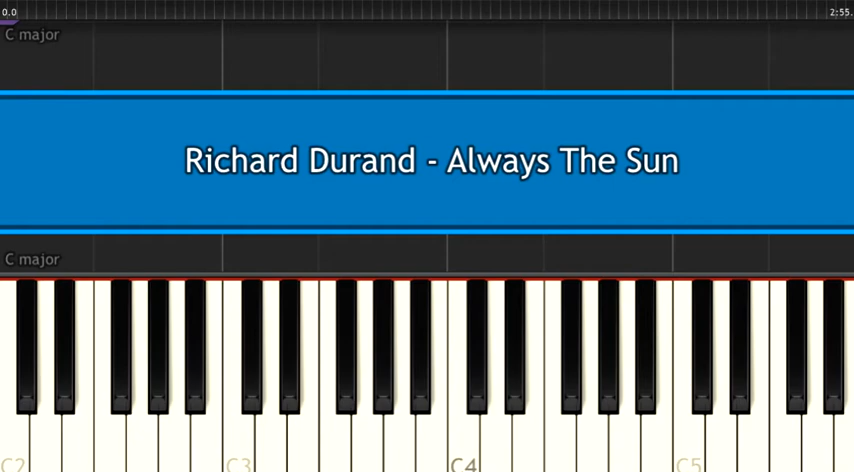 0.0 2:55.
C major
Richard Durand - Always The Sun
C major
C2 C3 C4 C5